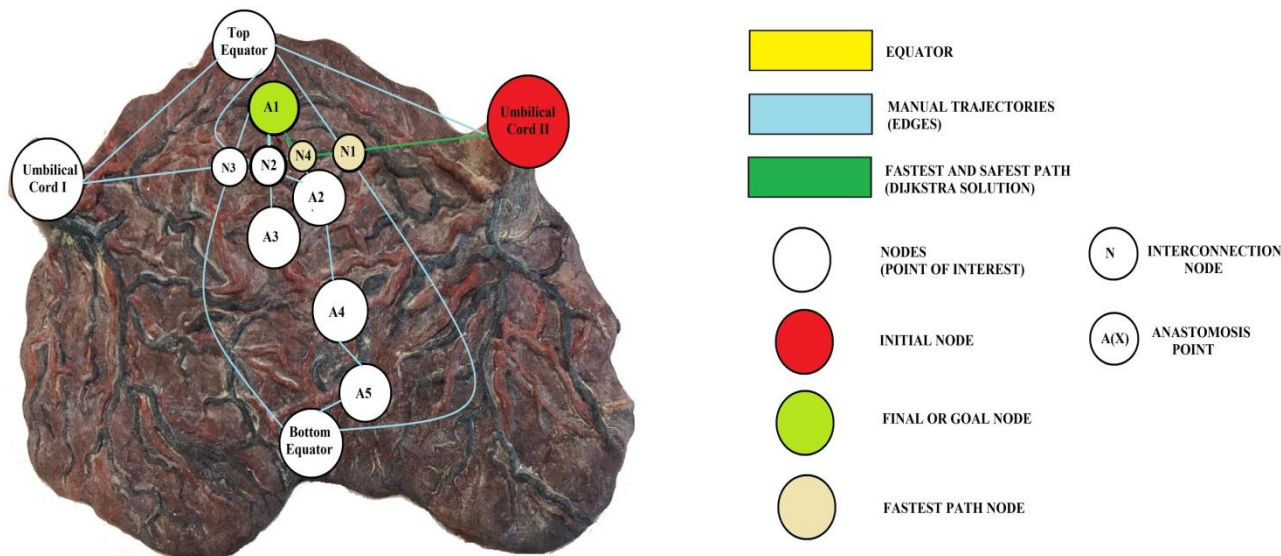 Top
Equator
A1
Umbilical
Cord II
Umbilical
Cord I
N3
N2
N4
N1
A2
A3
A4
A5
Bottom
Equator
EQUATOR
MANUAL TRAJECTORIES
(EDGES)
FASTEST AND SAFEST PATH
(DIJKSTRA SOLUTION)
NODES
(POINT OF INTEREST)
N
INTERCONNECTION
NODE
INITIAL NODE
A(X)
ANASTOMOSIS
POINT
FINAL OR GOAL NODE
FASTEST PATH NODE